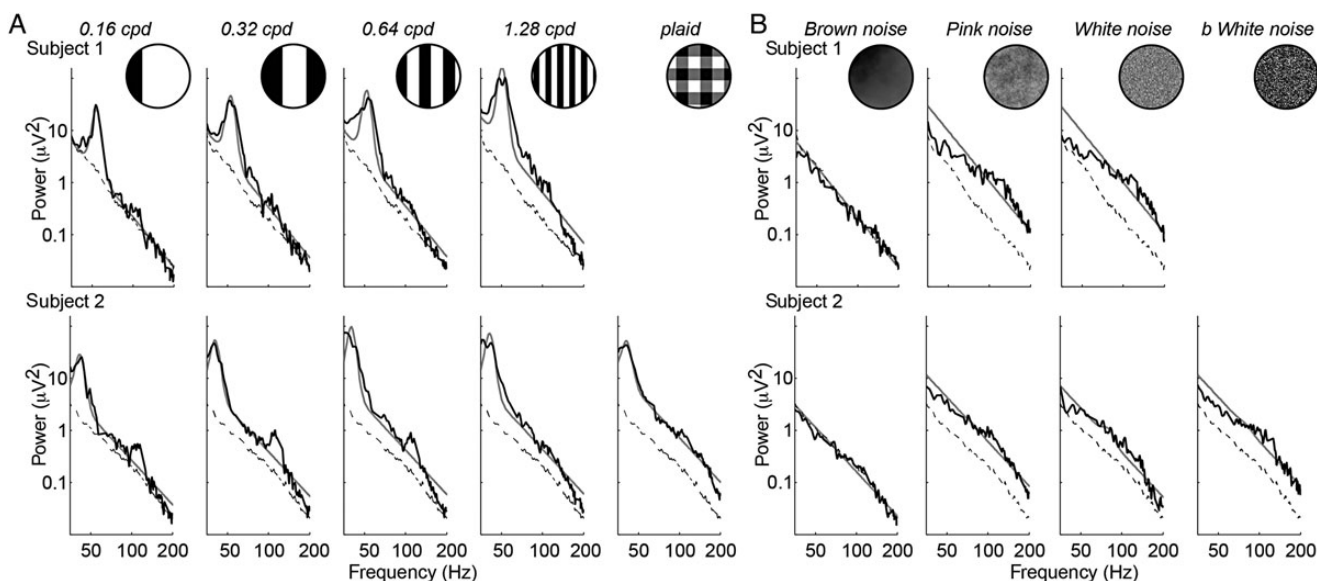 A
0.16 cpd 0.32 cpd 0.64 cpd 1.28 cpd plaid
Subject 1
Power (μV2)
10
1
0.1
Subject 2
Power (μV2)
10
1
0.1
50 100 200 50 100 200 50 100 200 50 100 200 50 100 200
Frequency (Hz)
B
Brown noise Pink noise White noise b White noise
Subject 1
Power (μV2)
10
1
0.1
Subject 2
Power (μV2)
10
1
0.1
50 100 200 50 100 200 50 100 200 50 100 200
Frequency (Hz)